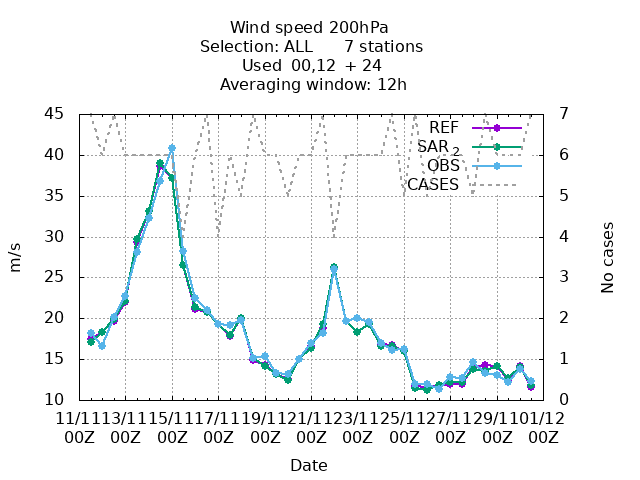 Wind speed 200hPa
Selection: ALL 7 stations
Used 00,12 + 24
Averaging window: 12h
45 7
REF
SAR 2
40 6
OBS
CASES
35 5
30 4
25 3
20 2
15 1
10 0
m/s
No cases
11/11 13/11 15/11 17/11 19/11 21/11 23/11 25/11 27/11 29/11 01/12
00Z 00Z 00Z 00Z 00Z 00Z 00Z 00Z 00Z 00Z 00Z
Date